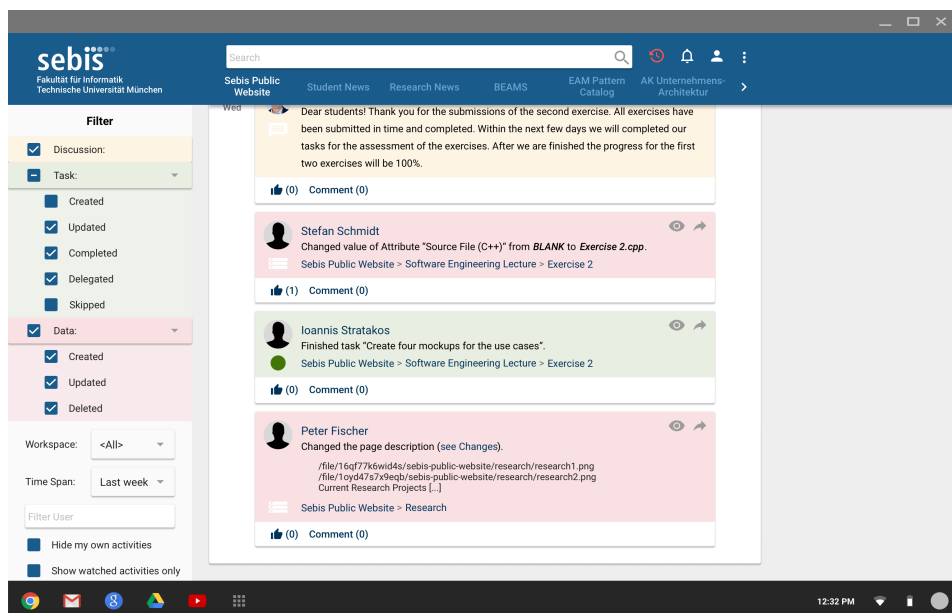 sebis
Fakultät für Informatik
Technische Universität München
Search
Sebis Public
Website
Student News
Research News
BEAMS
EAM Pattern
Catalog
AK Unternehmens-
Architektur
Filter
Discussion:
Task:
Created
Updated
Completed
Delegated
Skipped
Data:
Created
Updated
Deleted
Workspace:
<All>
Time Span:
Last week
Filter User
Hide my own activities
Show watched activities only
Wed
Dear students! Thank you for the submissions of the second exercise. All exercises have
been submitted in time and completed. Within the next few days we will completed our
tasks for the assessment of the exercises. After we are finished the progress for the first
two exercises will be 100%.
(0) Comment (0)
Stefan Schmidt
Changed value of Attribute “Source File (C++)” from BLANK to Exercise 2.cpp.
Sebis Public Website > Software Engineering Lecture > Exercise 2
(1) Comment (0)
Ioannis Stratakos
Finished task “Create four mockups for the use cases”.
Sebis Public Website > Software Engineering Lecture > Exercise 2
(0) Comment (0)
Peter Fischer
Changed the page description (see Changes).
/file/16qf77k6wid4s/sebis-public-website/research/research1.png
/file/1oyd47s7x9eqb/sebis-public-website/research/research2.png
Current Research Projects [...]
Sebis Public Website > Research
(0) Comment (0)
8
12:32 PM